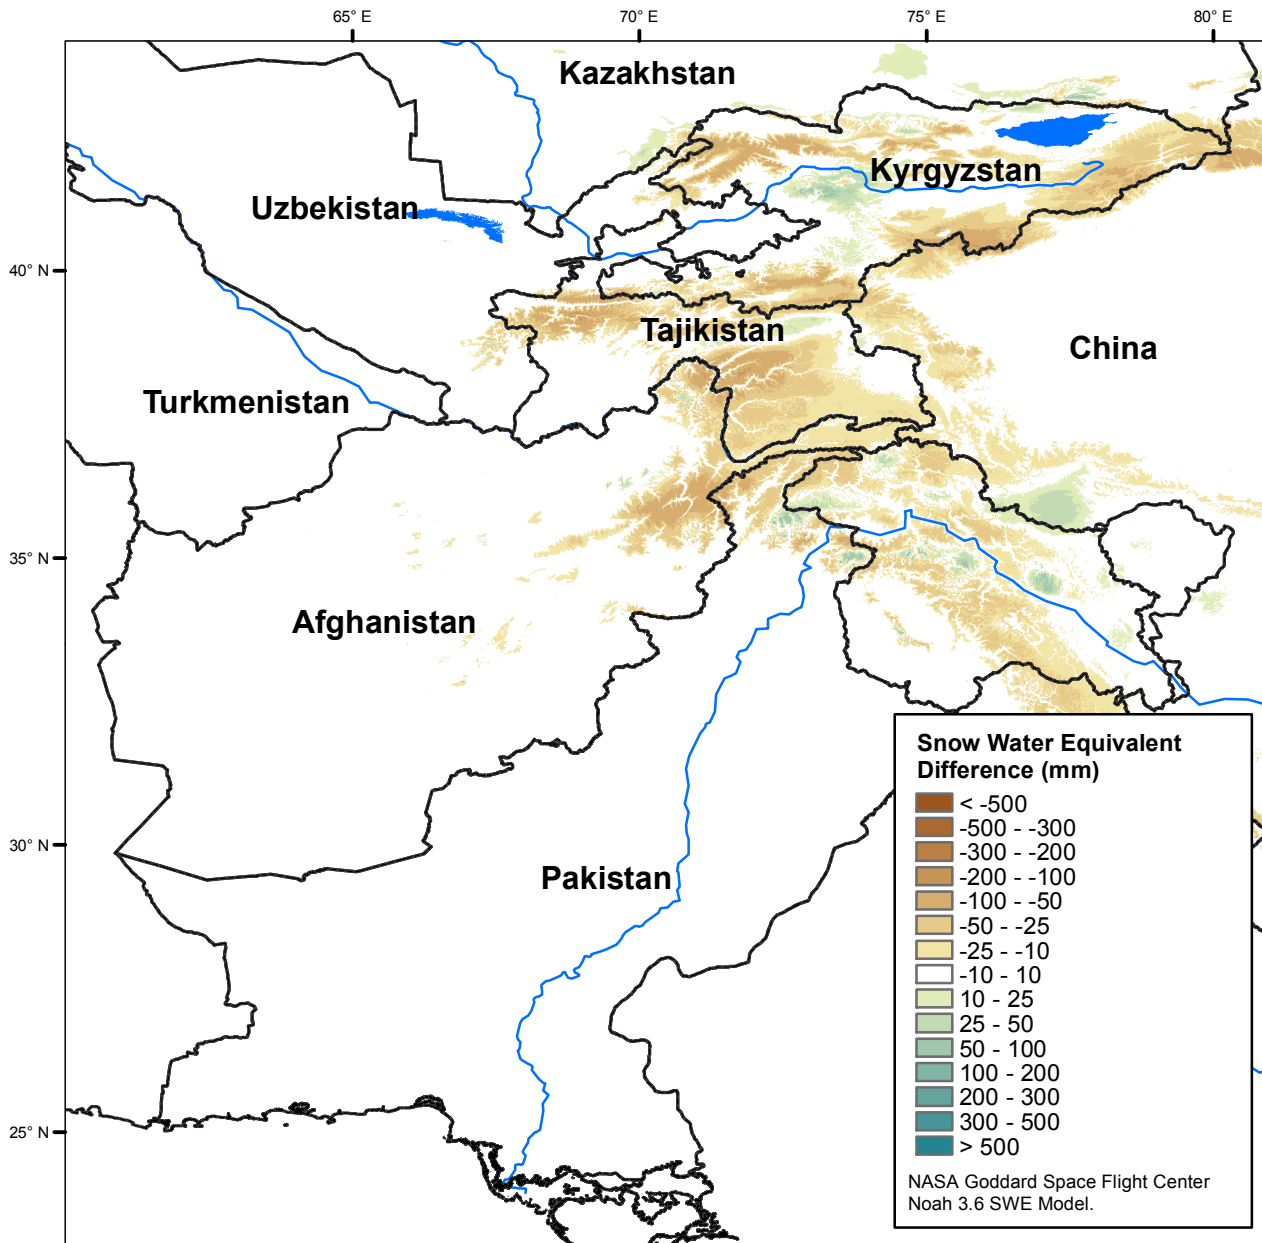 65° E
70° E
75° E
80° E
Kazakhstan
Kyrgyzstan
Uzbekistan
40° N
Tajikistan
China
Turkmenistan
35° N
Afghanistan
Snow Water Equivalent
Difference (mm)
< -500
-500 - -300
30° N
-300 - -200
-200 - -100
Pakistan
-100 - -50
-50 - -25
-25 - -10
-10 - 10
10 - 25
25 - 50
50 - 100
100 - 200
200 - 300
300 - 500
25° N
> 500
NASA Goddard Space Flight Center
Noah 3.6 SWE Model.